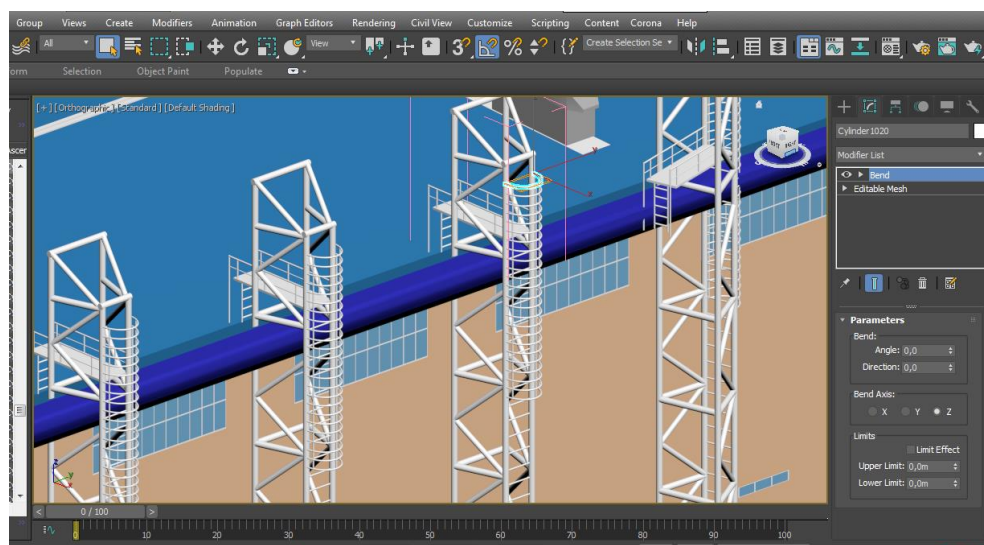 Group Views Create Modifiers Animation Graph Editors Rendering Civil View Customize Scripting Content Corona Help
All View Create Selection Se
orm Selection Object Paint Populate
[+] [Orthographic] [Standard] [Default Shading]
Cylinder1020
Modifier List
Bend
Editable Mesh
Parameters
Bend:
Angle: 0,0
Direction: 0,0
Bend Axis:
X Y Z
Limits
Limit Effect
Upper Limit: 0,0m
Lower Limit: 0,0m
z
y
x
x
< 0 / 100 >
0 10 20 30 40 50 60 70 80 90 100